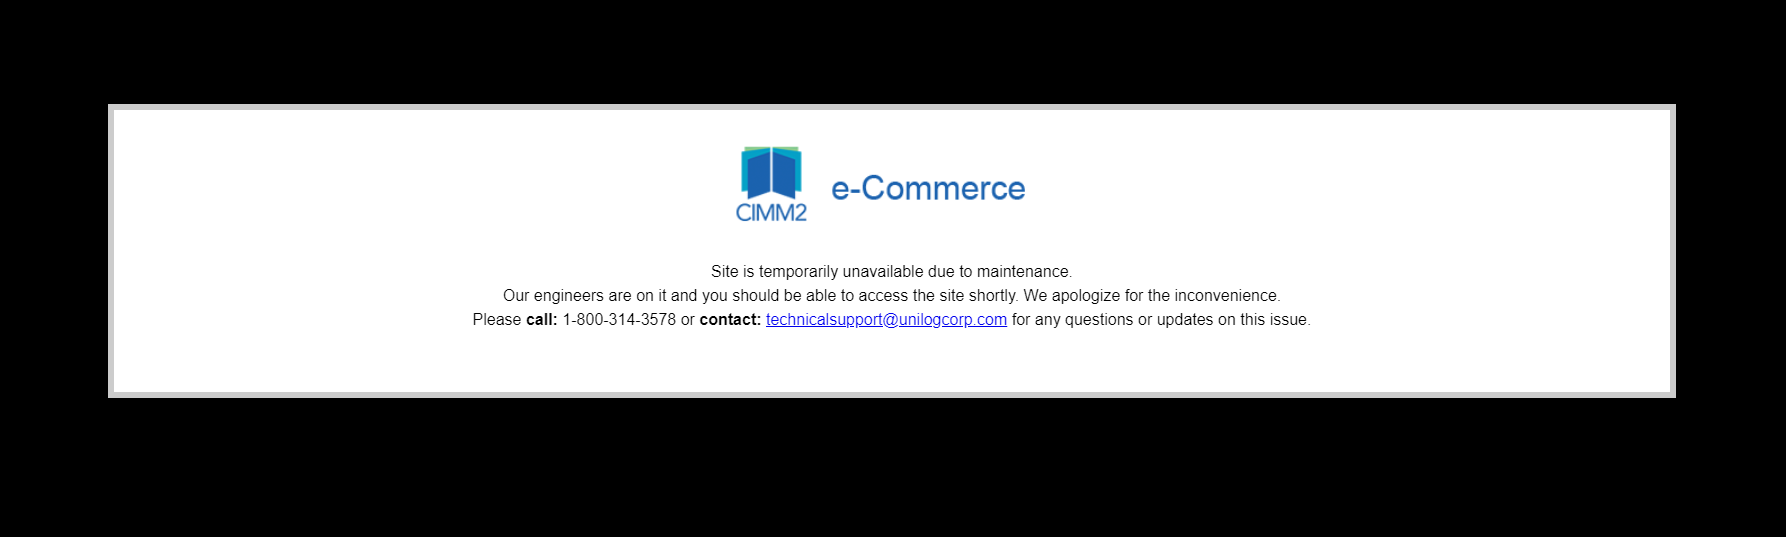 CIMM2
e-Commerce
Site is temporarily unavailable due to maintenance.
Our engineers are on it and you should be able to access the site shortly. We apologize for the inconvenience.
Please call: 1-800-314-3578 or contact: technicalsupport@unilogcorp.com for any questions or updates on this issue.